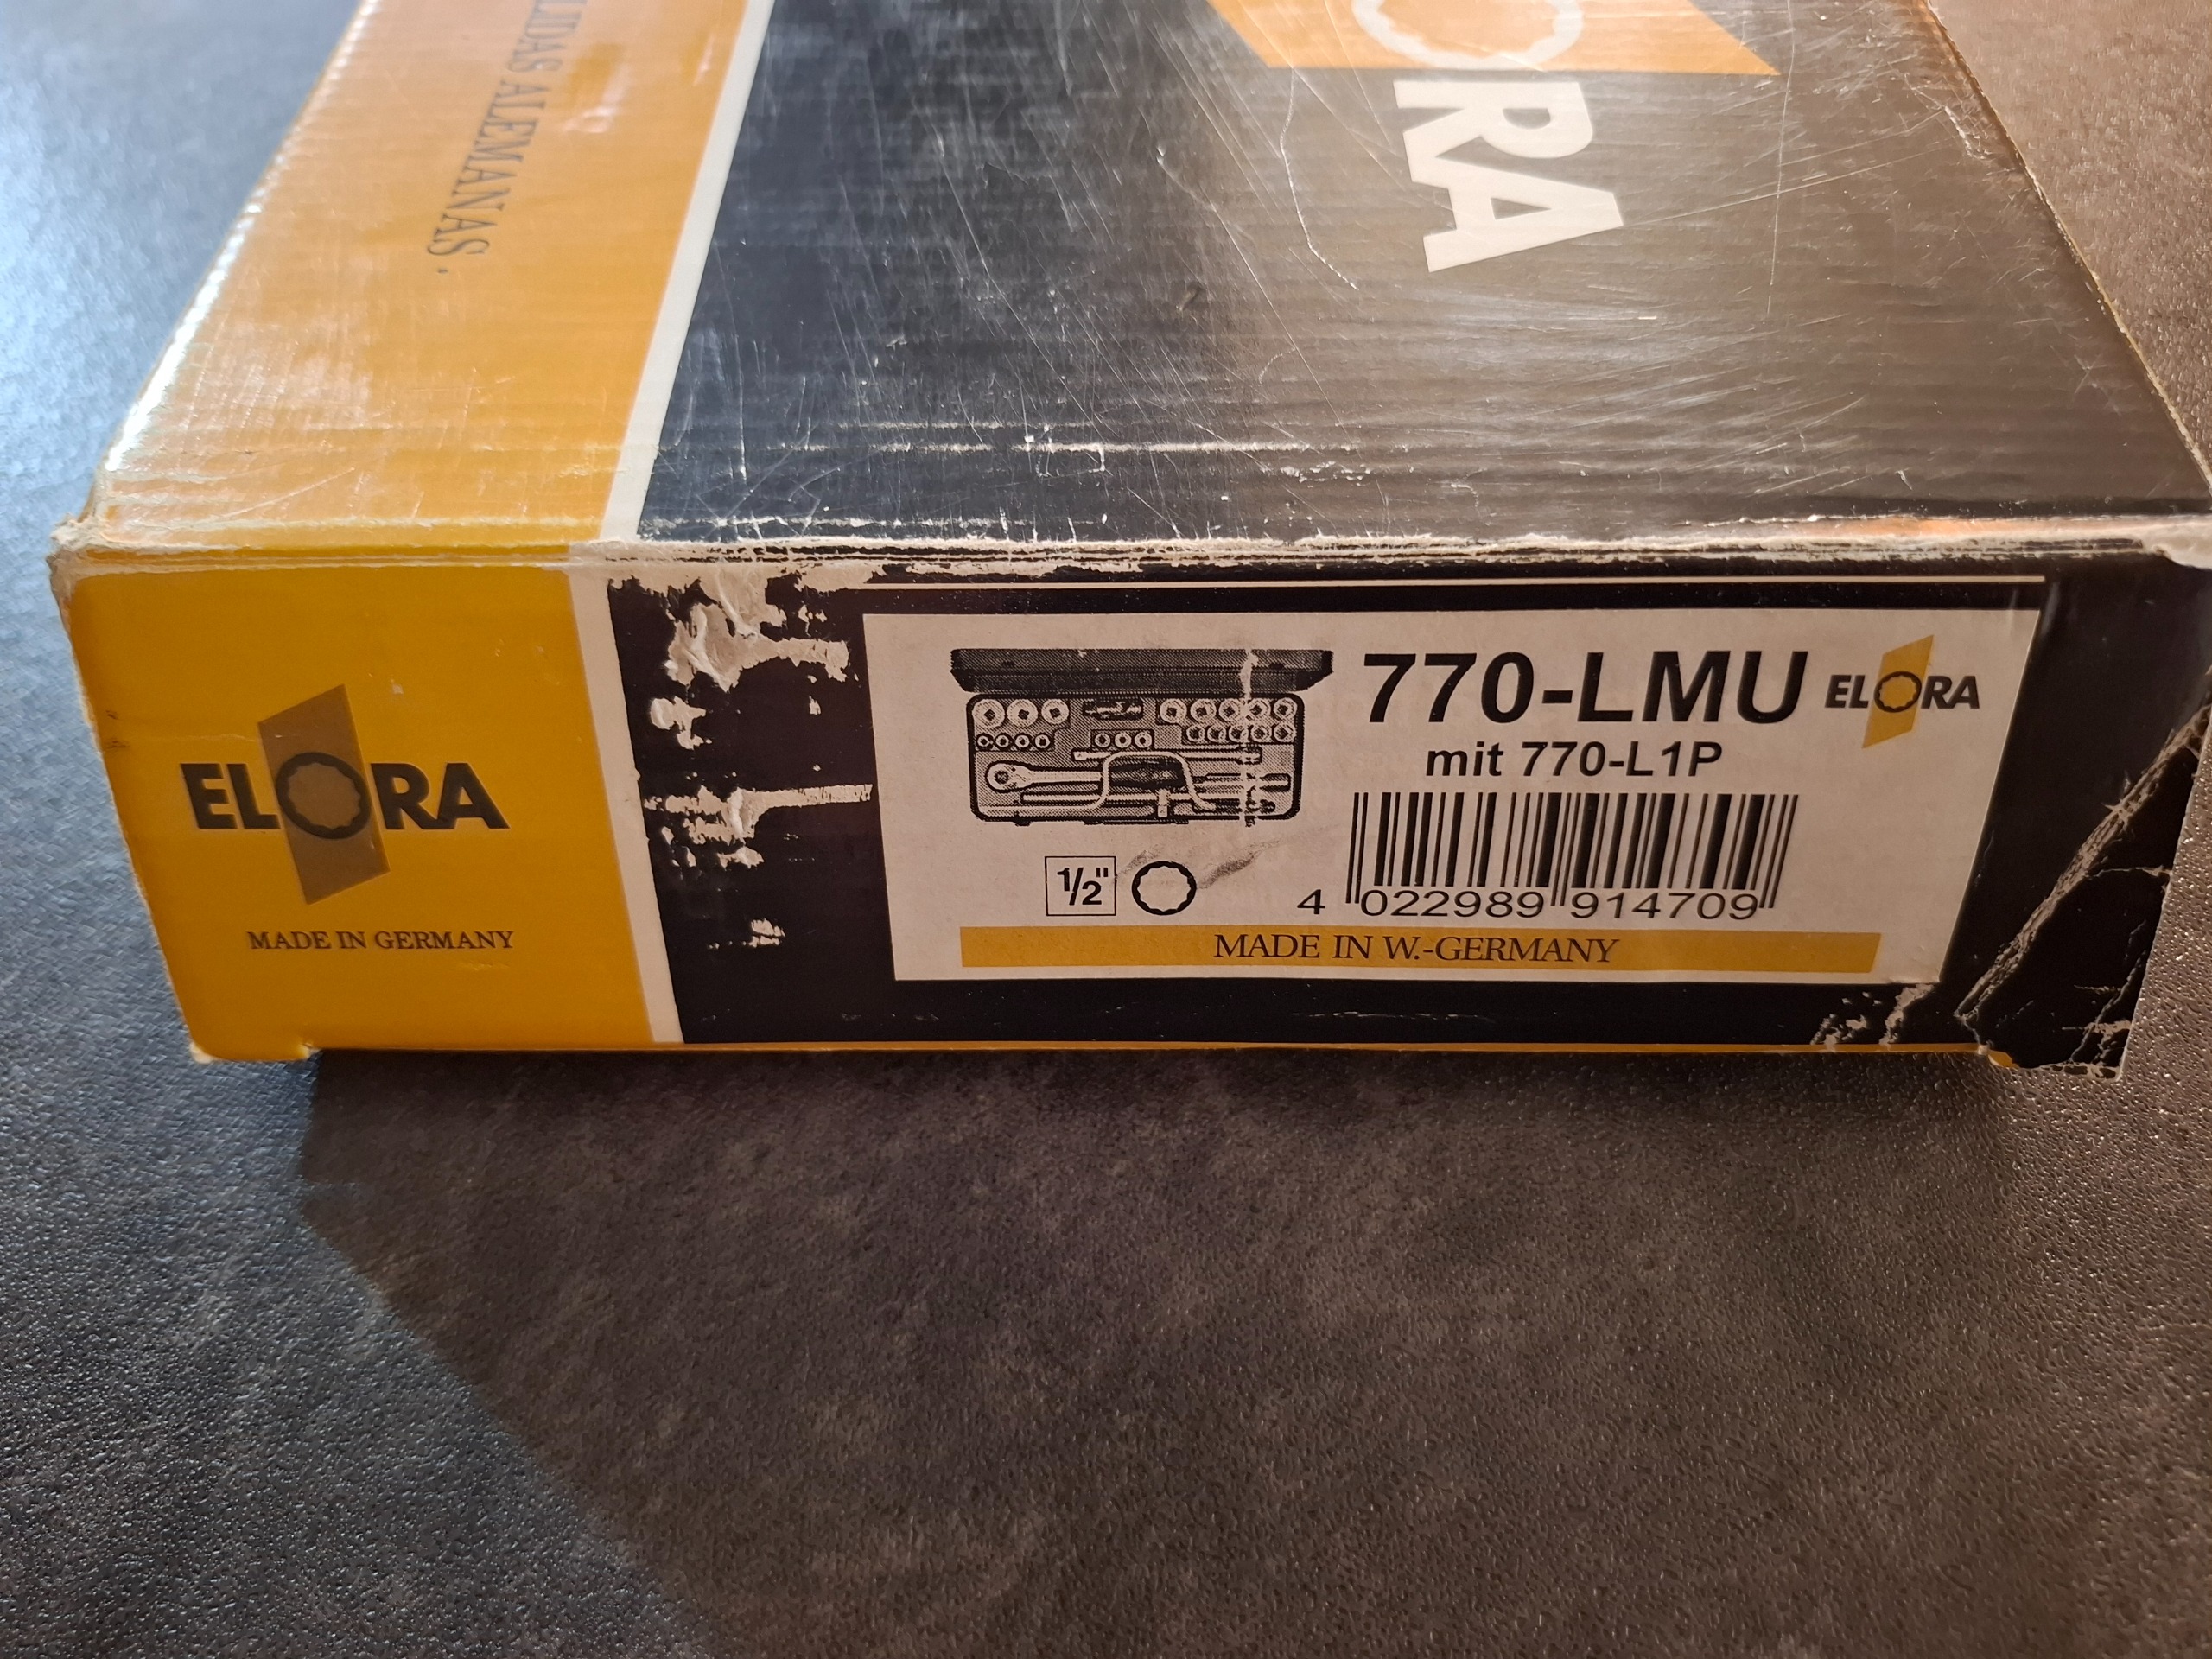 ALEMANAS.
RA
ELORA
MADE IN GERMANY
770-LMU
ELORA
mit 770-L1P
1/2"
4 022989 914709
MADE IN W.-GERMANY